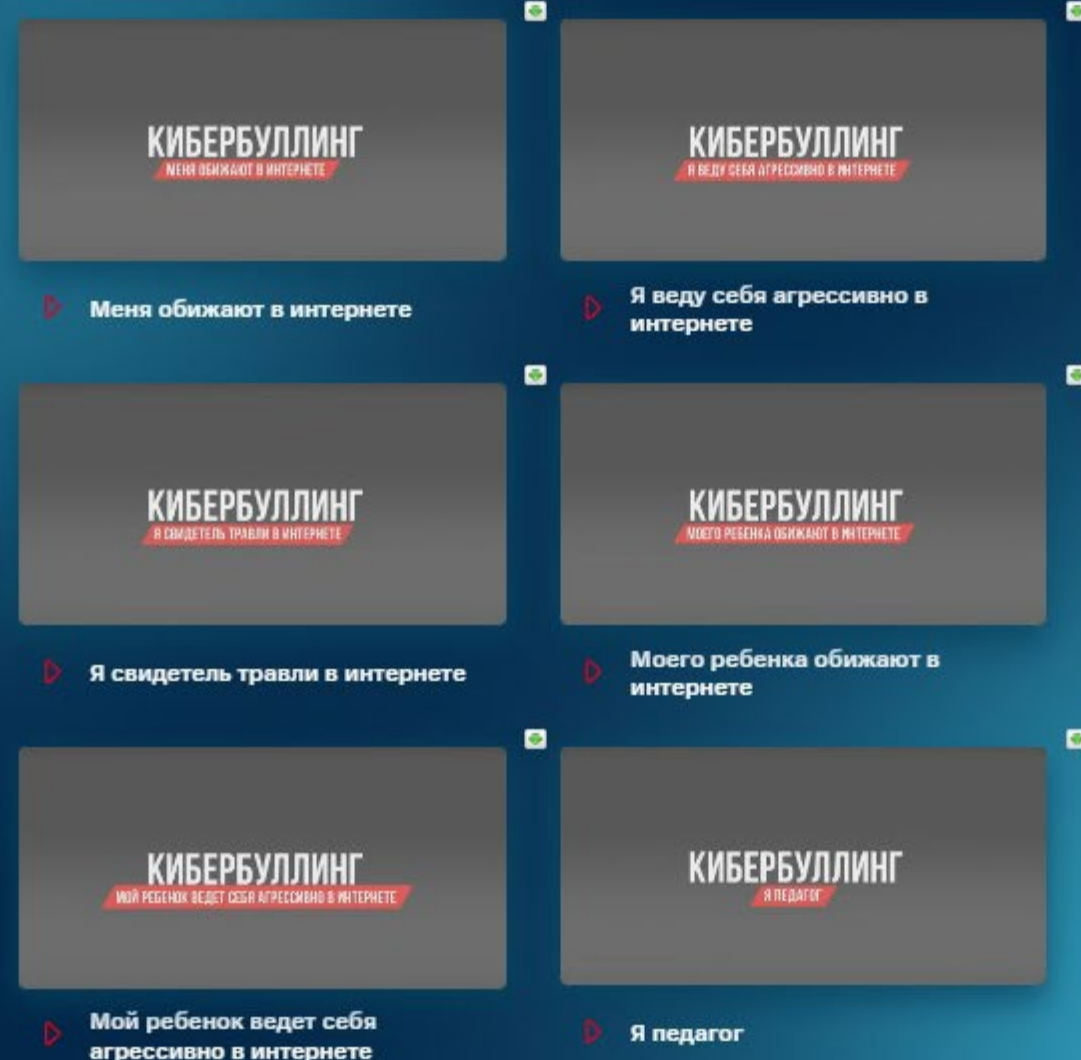 КИБЕРБУЛЛИНГ
МЕНЯ ОБИЖАЮТ В ИНТЕРНЕТЕ
Меня обижают в интернете
КИБЕРБУЛЛИНГ
Я ВЕДУ СЕБЯ АГРЕССИВНО В ИНТЕРНЕТЕ
Я веду себя агрессивно в
интернете
КИБЕРБУЛЛИНГ
Я СВИДЕТЕЛЬ ТРАВЛИ В ИНТЕРНЕТЕ
Я свидетель травли в интернете
КИБЕРБУЛЛИНГ
МОЕГО РЕБЕНКА ОБИЖАЮТ В ИНТЕРНЕТЕ
Моего ребенка обижают в
интернете
КИБЕРБУЛЛИНГ
МОЙ РЕБЕНОК ВЕДЕТ СЕБЯ АГРЕССИВНО В ИНТЕРНЕТЕ
Мой ребенок ведет себя
агрессивно в интернете
КИБЕРБУЛЛИНГ
Я ПЕДАГОГ
Я педагог